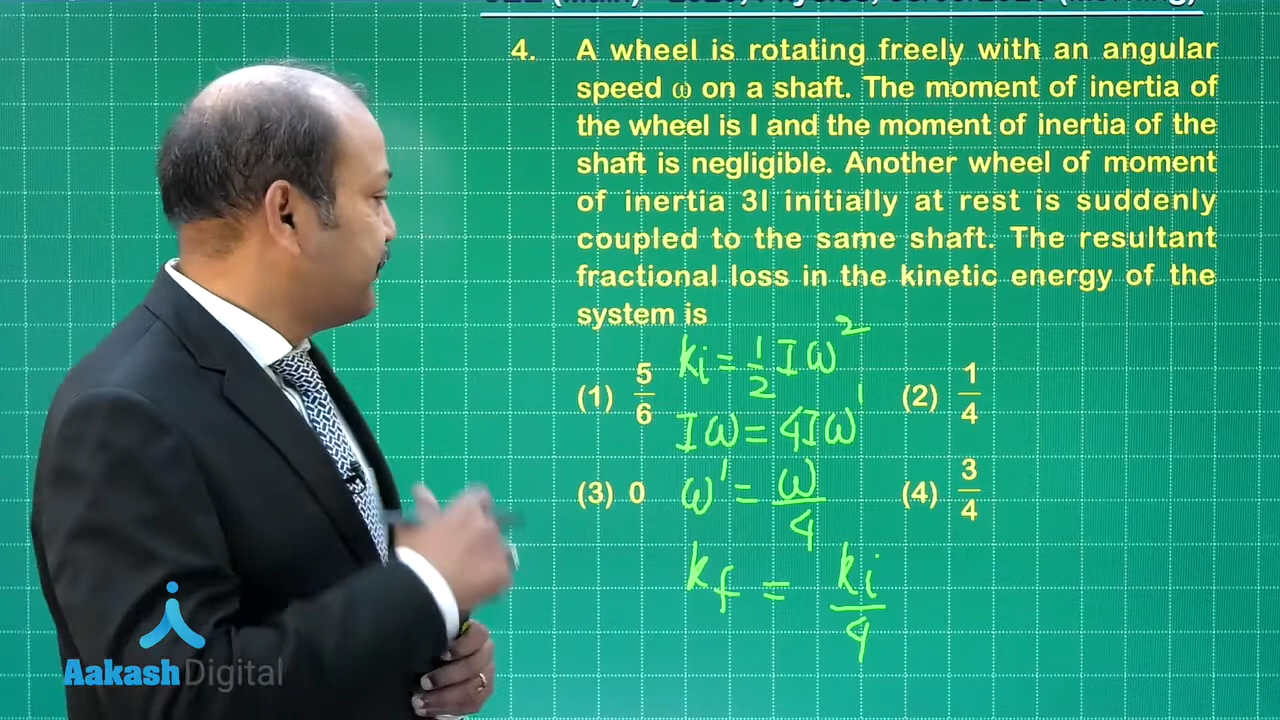 4. A wheel is rotating freely with an angular
speed ω on a shaft. The moment of inertia of
the wheel is I and the moment of inertia of the
shaft is negligible. Another wheel of moment
of inertia 3I initially at rest is suddenly
coupled to the same shaft. The resultant
fractional loss in the kinetic energy of the
system is
ki = 1/2 Iω²
(1) 5/6 (2) 1/4
Iω = 4Iω'
(3) 0 ω' = ω/4 (4) 3/4
kf = ki/4
Aakash Digital